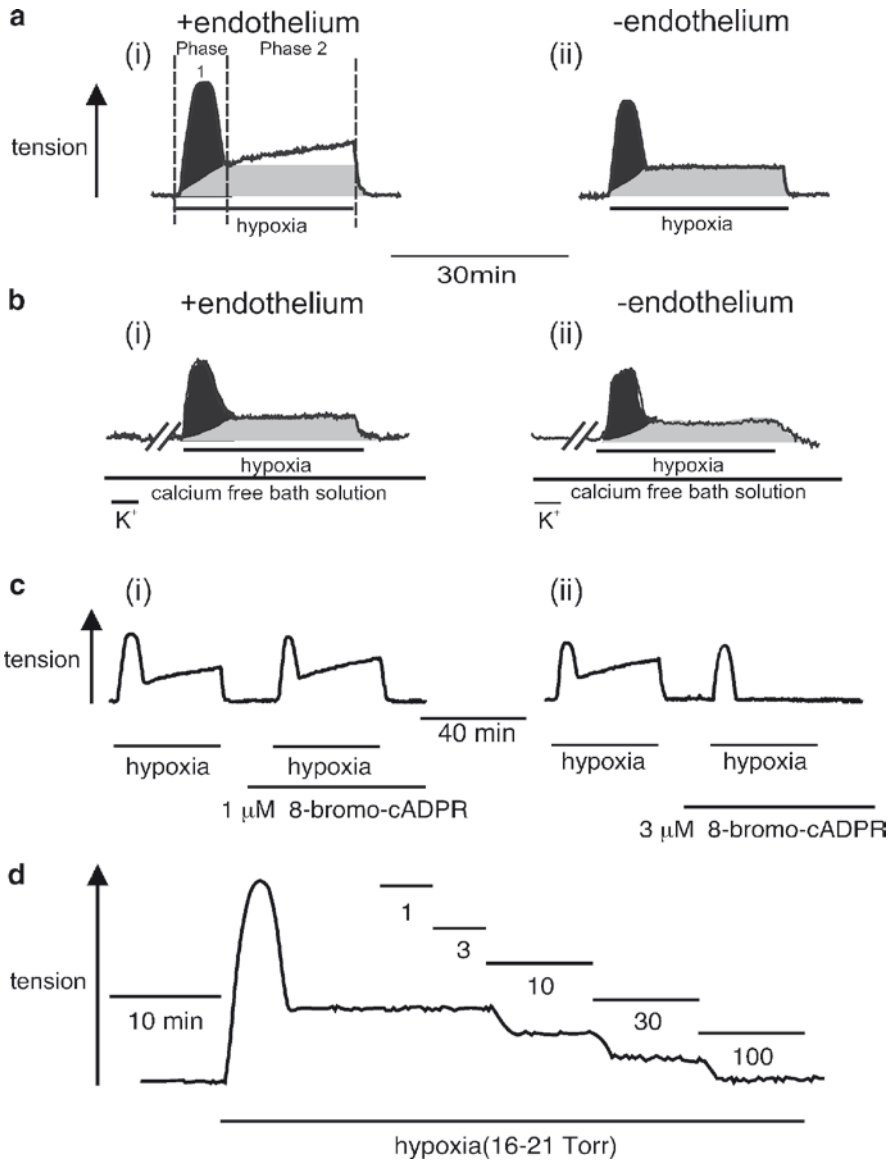 a
+endothelium
-endothelium
(i)
Phase 1
Phase 2
(ii)
tension
hypoxia
hypoxia
30min
b
+endothelium
-endothelium
(i)
(ii)
hypoxia
hypoxia
calcium free bath solution
calcium free bath solution
K+
K+
c
(i)
(ii)
tension
40 min
hypoxia
hypoxia
hypoxia
hypoxia
1 μM 8-bromo-cADPR
3 μM 8-bromo-cADPR
d
tension
10 min
1
3
10
30
100
hypoxia(16-21 Torr)